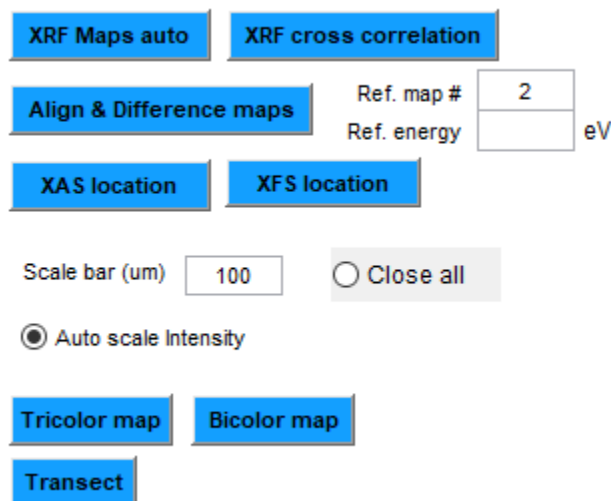 XRF Maps auto XRF cross correlation
Align & Difference maps Ref. map # 2
Ref. energy eV
XAS location XFS location
Scale bar (um) 100 Close all
Auto scale Intensity
Tricolor map Bicolor map
Transect